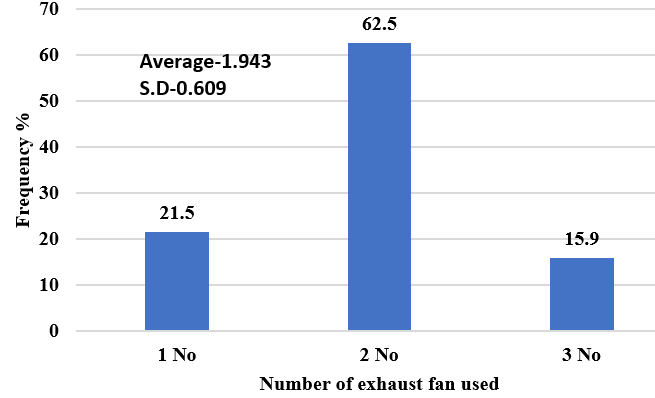 70
60
50
40
30
20
10
0
Frequency %
Average-1.943
S.D-0.609
21.5
62.5
15.9
1 No
2 No
3 No
Number of exhaust fan used